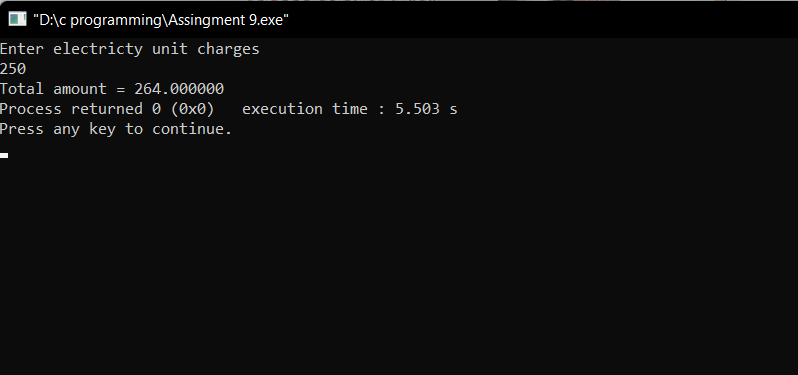 "D:\c programming\Assingment 9.exe"
Enter electricty unit charges
250
Total amount = 264.000000
Process returned 0 (0x0)   execution time : 5.503 s
Press any key to continue.